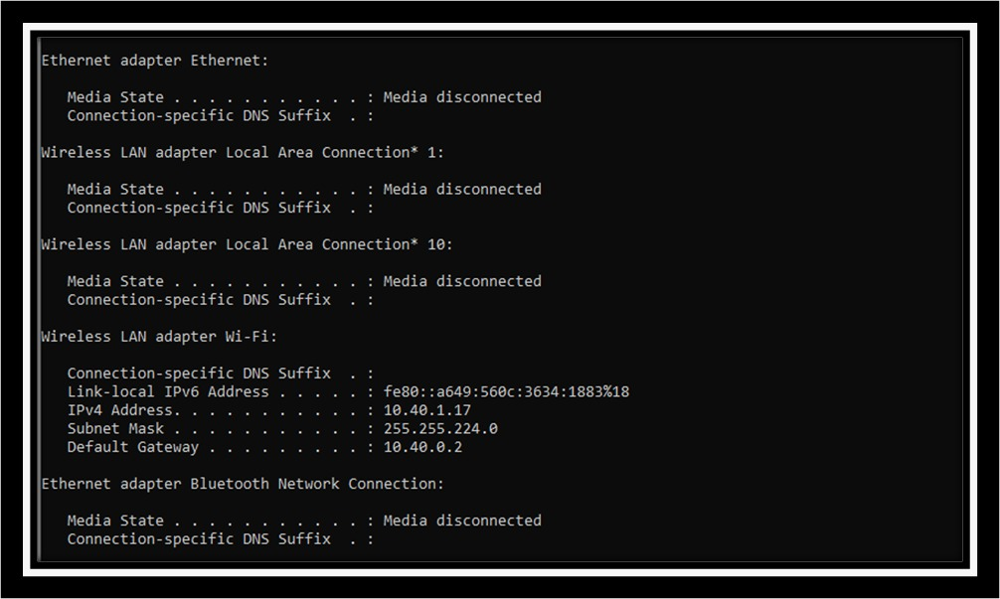 Ethernet adapter Ethernet:
Media State . . . . . . . . . . . : Media disconnected
Connection-specific DNS Suffix  . :
Wireless LAN adapter Local Area Connection* 1:
Media State . . . . . . . . . . . : Media disconnected
Connection-specific DNS Suffix  . :
Wireless LAN adapter Local Area Connection* 10:
Media State . . . . . . . . . . . : Media disconnected
Connection-specific DNS Suffix  . :
Wireless LAN adapter Wi-Fi:
Connection-specific DNS Suffix  . :
Link-local IPv6 Address . . . . . : fe80::a649:560c:3634:1883%18
IPv4 Address. . . . . . . . . . . : 10.40.1.17
Subnet Mask . . . . . . . . . . . : 255.255.224.0
Default Gateway . . . . . . . . . : 10.40.0.2
Ethernet adapter Bluetooth Network Connection:
Media State . . . . . . . . . . . : Media disconnected
Connection-specific DNS Suffix  . :